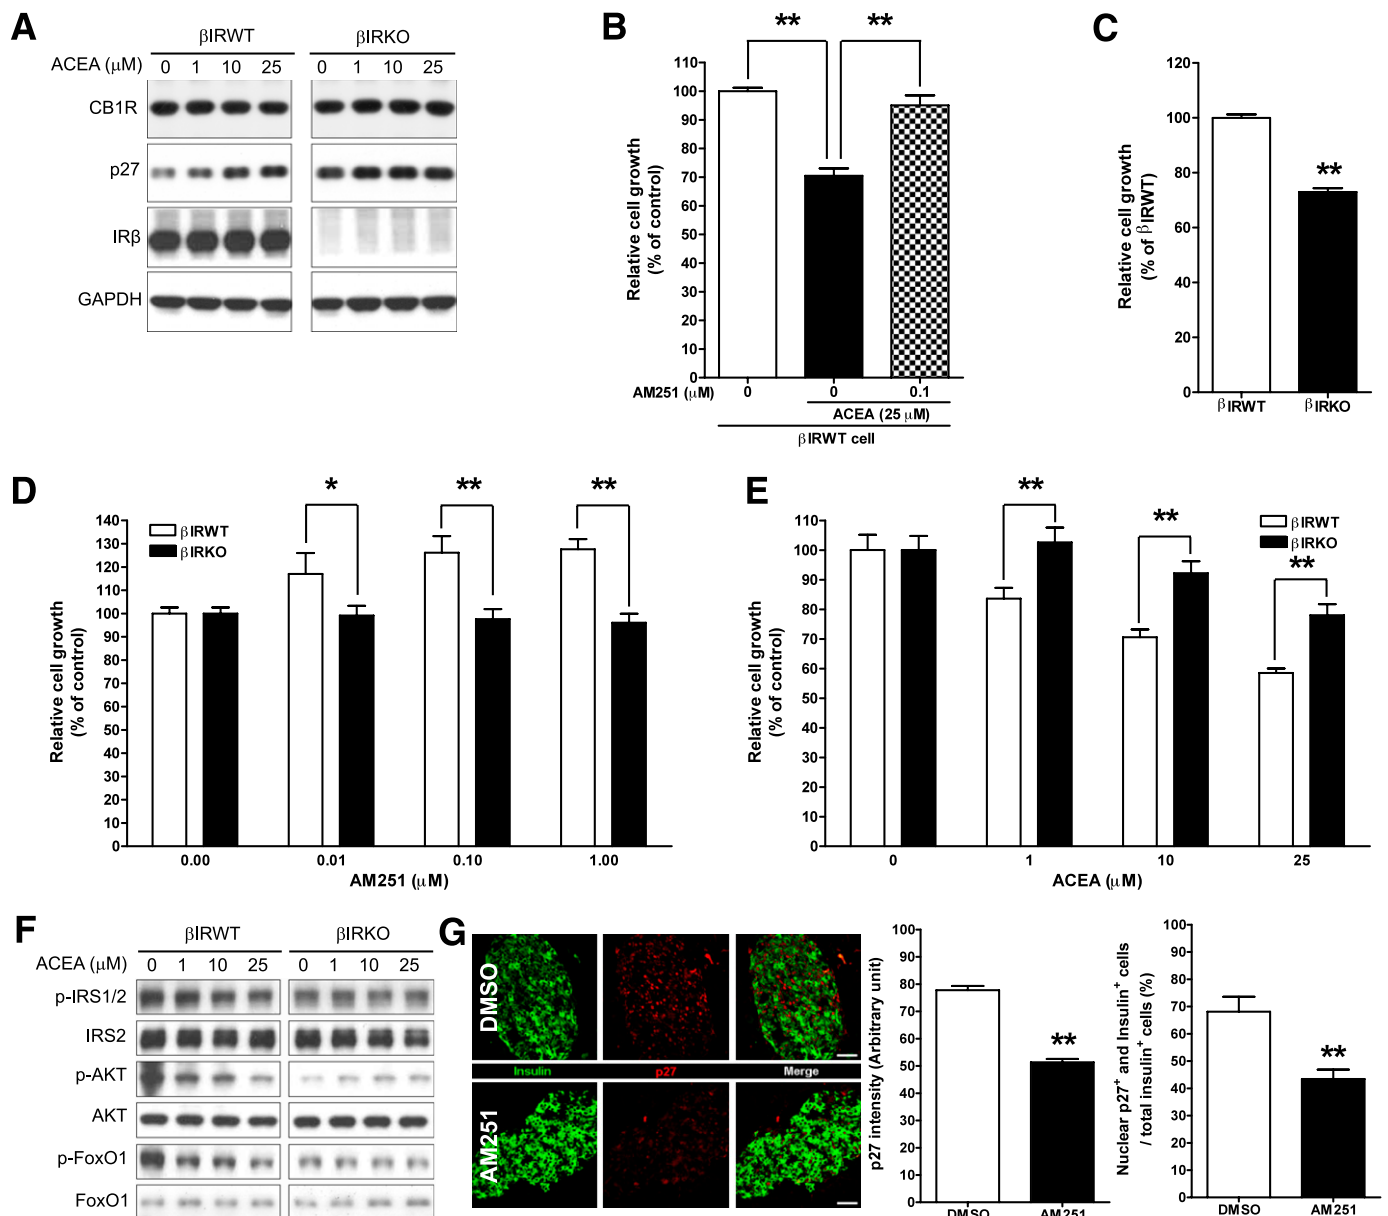 A
βIRWT βIRKO
ACEA (μM) 0 1 10 25 0 1 10 25
CB1R
p27
IRβ
GAPDH
B
** **
Relative cell growth
(% of control)
110
100
90
80
70
60
50
40
30
20
10
0
AM251 (μM) 0 0 0.1
ACEA (25 μM)
βIRWT cell
C
Relative cell growth
(% of βIRWT)
120
100
80
60
40
20
0
**
βIRWT βIRKO
D
* ** **
βIRWT
βIRKO
Relative cell growth
(% of control)
140
130
120
110
100
90
80
70
60
50
40
30
20
10
0
0.00 0.01 0.10 1.00
AM251 (μM)
E
** ** **
βIRWT
βIRKO
Relative cell growth
(% of control)
110
100
90
80
70
60
50
40
30
20
10
0
0 1 10 25
ACEA (μM)
F
βIRWT βIRKO
ACEA (μM) 0 1 10 25 0 1 10 25
p-IRS1/2
IRS2
p-AKT
AKT
p-FoxO1
FoxO1
G
DMSO
Insulin p27 Merge
AM251
p27 intensity (Arbitrary unit)
100
90
80
70
60
50
40
30
20
10
0
**
DMSO AM251
Nuclear p27⁺ and Insulin⁺ cells
/ total insulin⁺ cells (%)
100
90
80
70
60
50
40
30
20
10
0
**
DMSO AM251